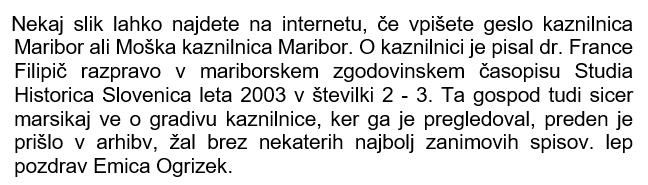 Nekaj slik lahko najdete na internetu, če vpišete geslo kaznilnica
Maribor ali Moška kaznilnica Maribor. O kaznilnici je pisal dr. France
Filipič razpravo v mariborskem zgodovinskem časopisu Studia
Historica Slovenica leta 2003 v številki 2 - 3. Ta gospod tudi sicer
marsikaj ve o gradivu kaznilnice, ker ga je pregledoval, preden je
prišlo v arhibv, žal brez nekaterih najbolj zanimovih spisov. lep
pozdrav Emica Ogrizek.